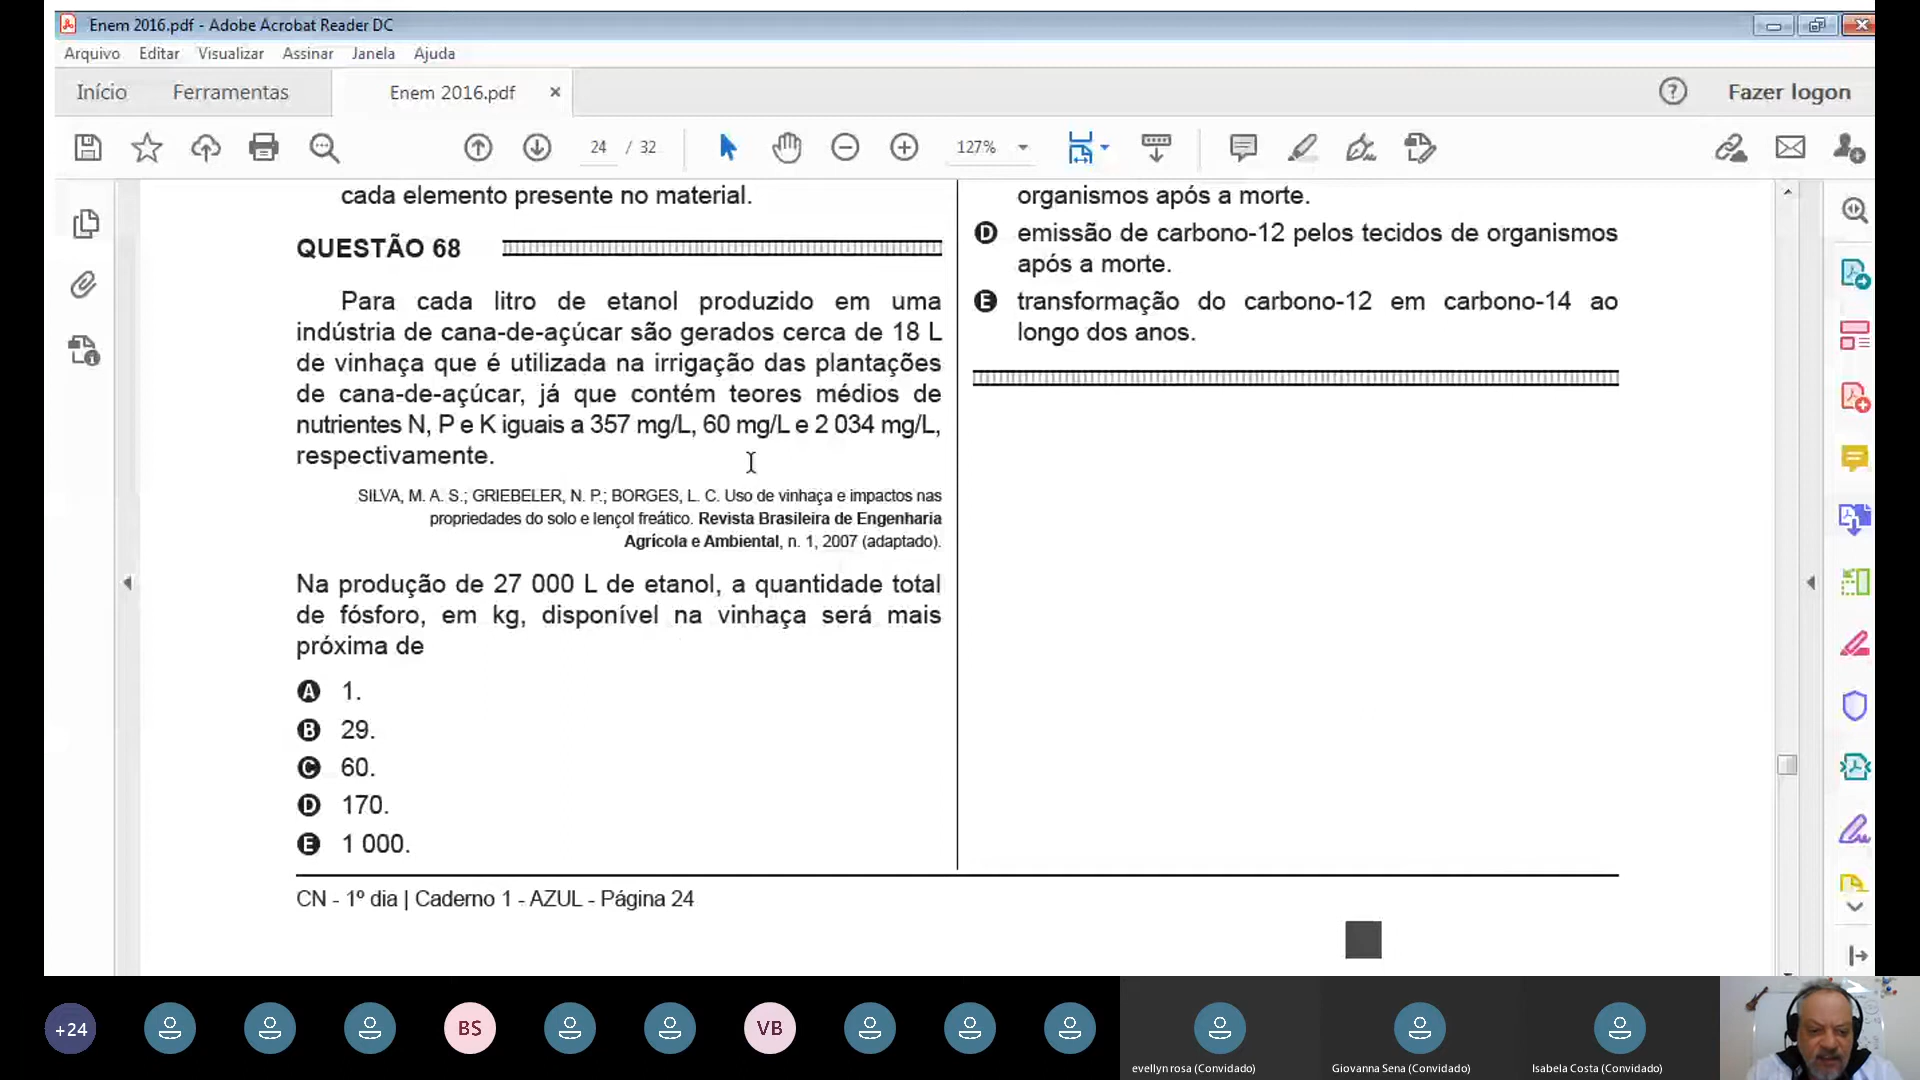 Enem 2016.pdf - Adobe Acrobat Reader DC
Arquivo Editar Visualizar Assinar Janela Ajuda
Início Ferramentas Enem 2016.pdf × Fazer logon
24 / 32 127%
cada elemento presente no material.
QUESTÃO 68
Para cada litro de etanol produzido em uma
indústria de cana-de-açúcar são gerados cerca de 18 L
de vinhaça que é utilizada na irrigação das plantações
de cana-de-açúcar, já que contém teores médios de
nutrientes N, P e K iguais a 357 mg/L, 60 mg/L e 2 034 mg/L,
respectivamente.
SILVA, M. A. S.; GRIEBELER, N. P.; BORGES, L. C. Uso de vinhaça e impactos nas
propriedades do solo e lençol freático. Revista Brasileira de Engenharia
Agrícola e Ambiental, n. 1, 2007 (adaptado).
Na produção de 27 000 L de etanol, a quantidade total
de fósforo, em kg, disponível na vinhaça será mais
próxima de
A 1.
B 29.
C 60.
D 170.
E 1 000.
organismos após a morte.
D emissão de carbono-12 pelos tecidos de organismos
após a morte.
E transformação do carbono-12 em carbono-14 ao
longo dos anos.
CN - 1º dia | Caderno 1 - AZUL - Página 24
+24
BS
VB
evellyn rosa (Convidado)
Giovanna Sena (Convidado)
Isabela Costa (Convidado)